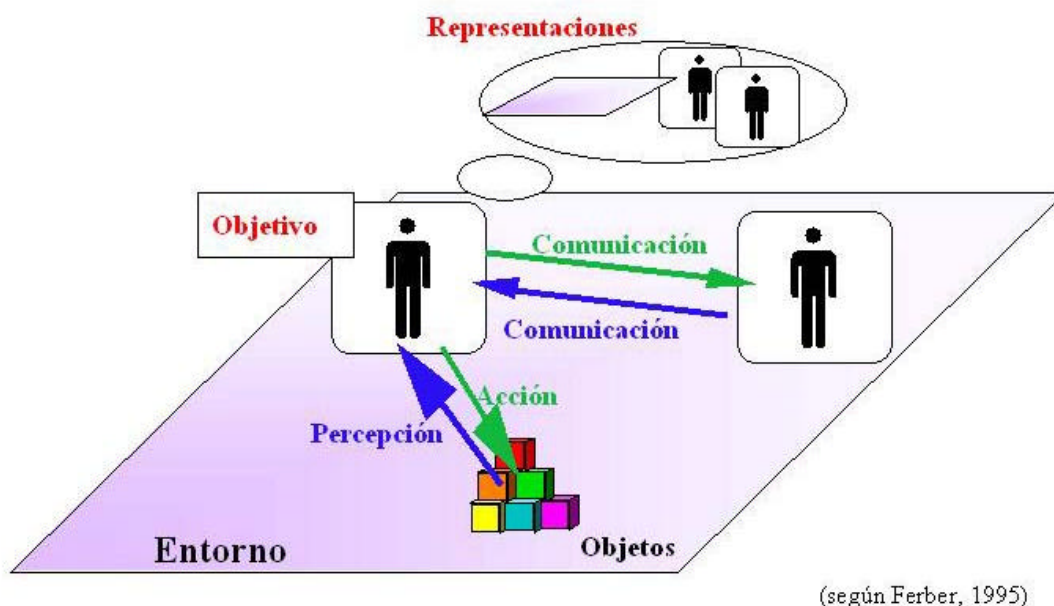 Representaciones
Objetivo
Comunicación
Comunicación
Acción
Percepción
Entorno
Objetos
(según Ferber, 1995)